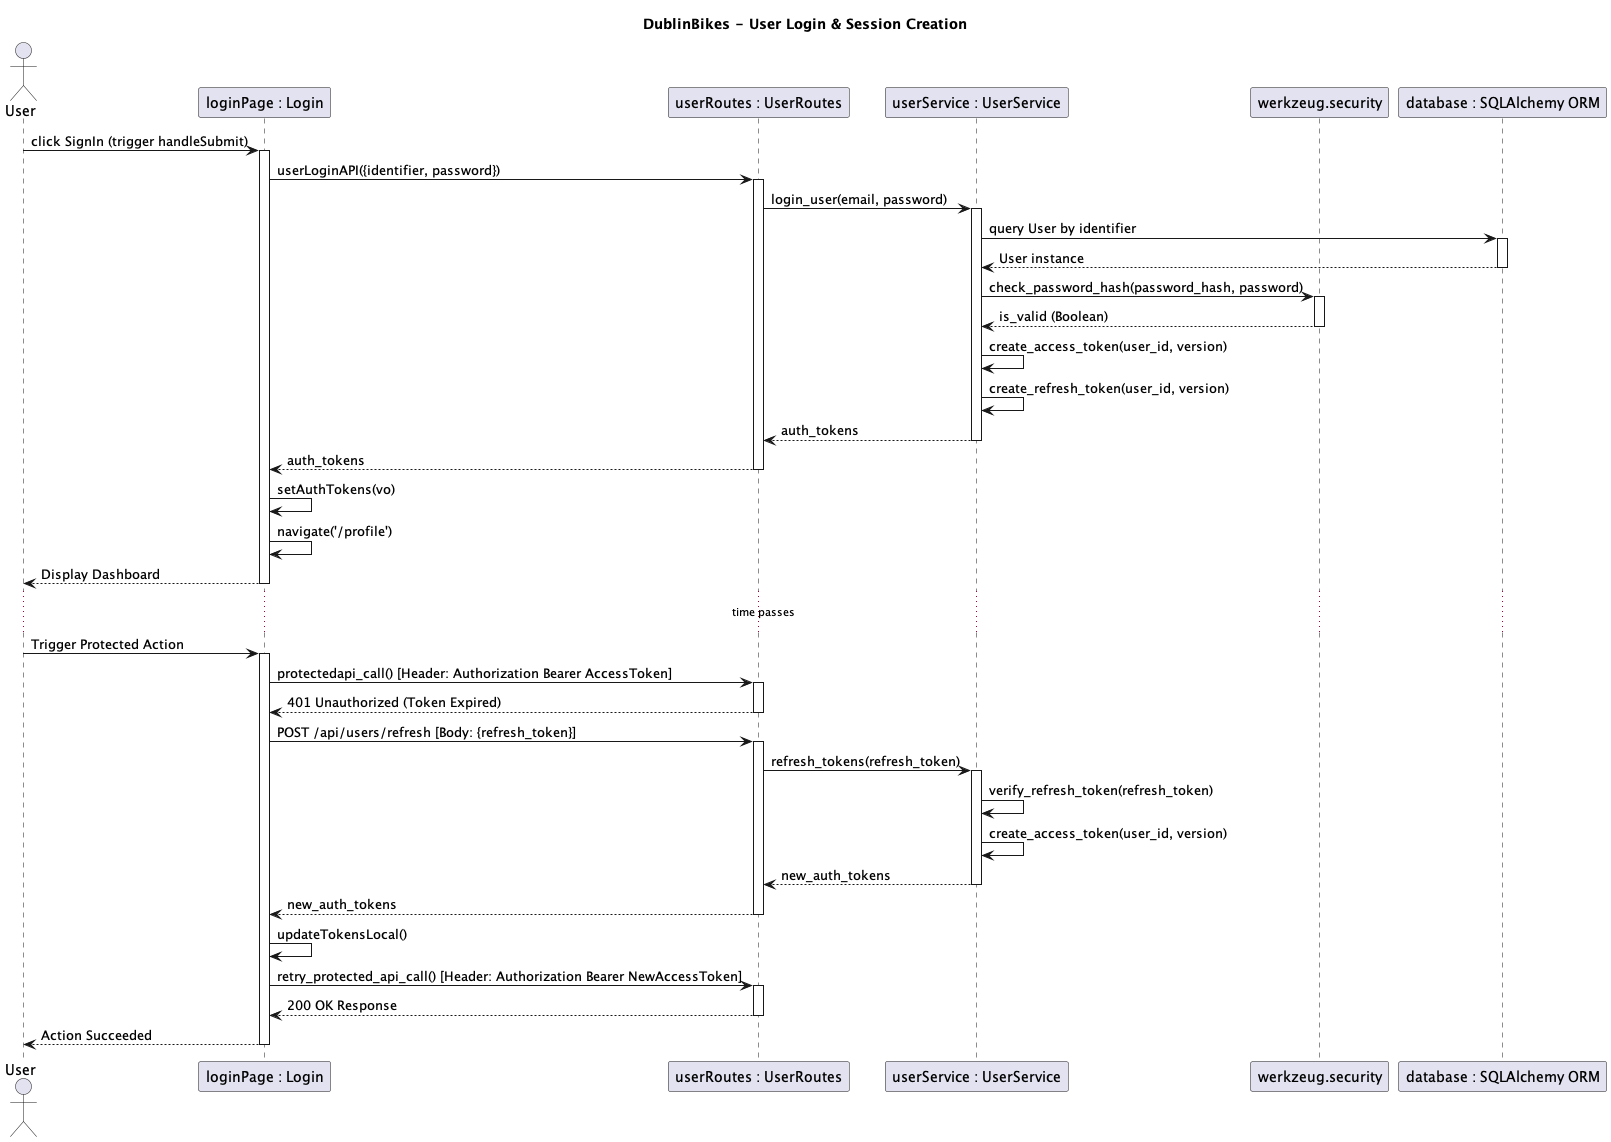 DublinBikes - User Login & Session Creation
User
loginPage : Login
userRoutes : UserRoutes
userService : UserService
werkzeug.security
database : SQLAlchemy ORM
click SignIn (trigger handleSubmit)
userLoginAPI({identifier, password})
login_user(email, password)
query User by identifier
User instance
check_password_hash(password_hash, password)
is_valid (Boolean)
create_access_token(user_id, version)
create_refresh_token(user_id, version)
auth_tokens
auth_tokens
setAuthTokens(vo)
navigate('/profile')
Display Dashboard
time passes
Trigger Protected Action
protectedapi_call() [Header: Authorization Bearer AccessToken]
401 Unauthorized (Token Expired)
POST /api/users/refresh [Body: {refresh_token}]
refresh_tokens(refresh_token)
verify_refresh_token(refresh_token)
create_access_token(user_id, version)
new_auth_tokens
new_auth_tokens
updateTokensLocal()
retry_protected_api_call() [Header: Authorization Bearer NewAccessToken]
200 OK Response
Action Succeeded
User
loginPage : Login
userRoutes : UserRoutes
userService : UserService
werkzeug.security
database : SQLAlchemy ORM